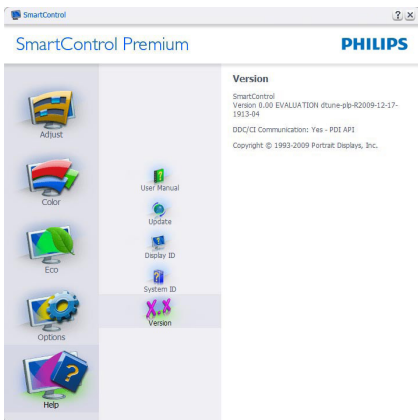 SmartControl
? ×
SmartControl Premium
PHILIPS
Adjust
Color
Eco
Options
Help
User Manual
Update
Display ID
System ID
X.X
Version
Version
SmartControl
Version 0.00 EVALUATION dtune-plp-R2009-12-17-
1913-04
DDC/CI Communication: Yes - PDI API
Copyright © 1993-2009 Portrait Displays, Inc.